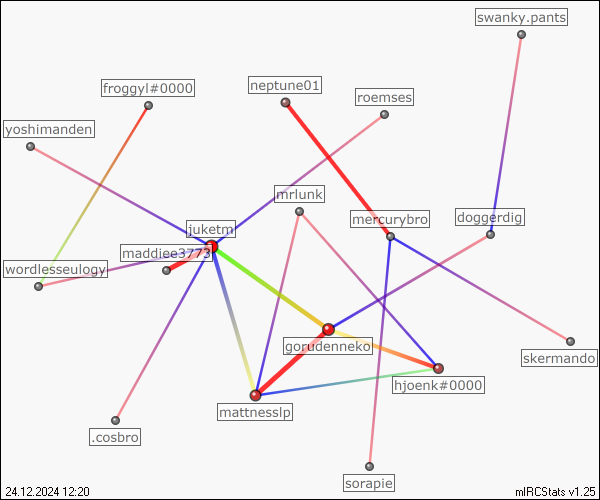 swanky.pants
froggyl#0000
neptune01
roemses
yoshimanden
mrlunk
mercurybro
doggerdig
juketm
maddiee3773
wordlesseulogy
gorudenneko
skermando
hjoenk#0000
mattnesslp
.cosbro
sorapie
24.12.2024 12:20
mIRCStats v1.25